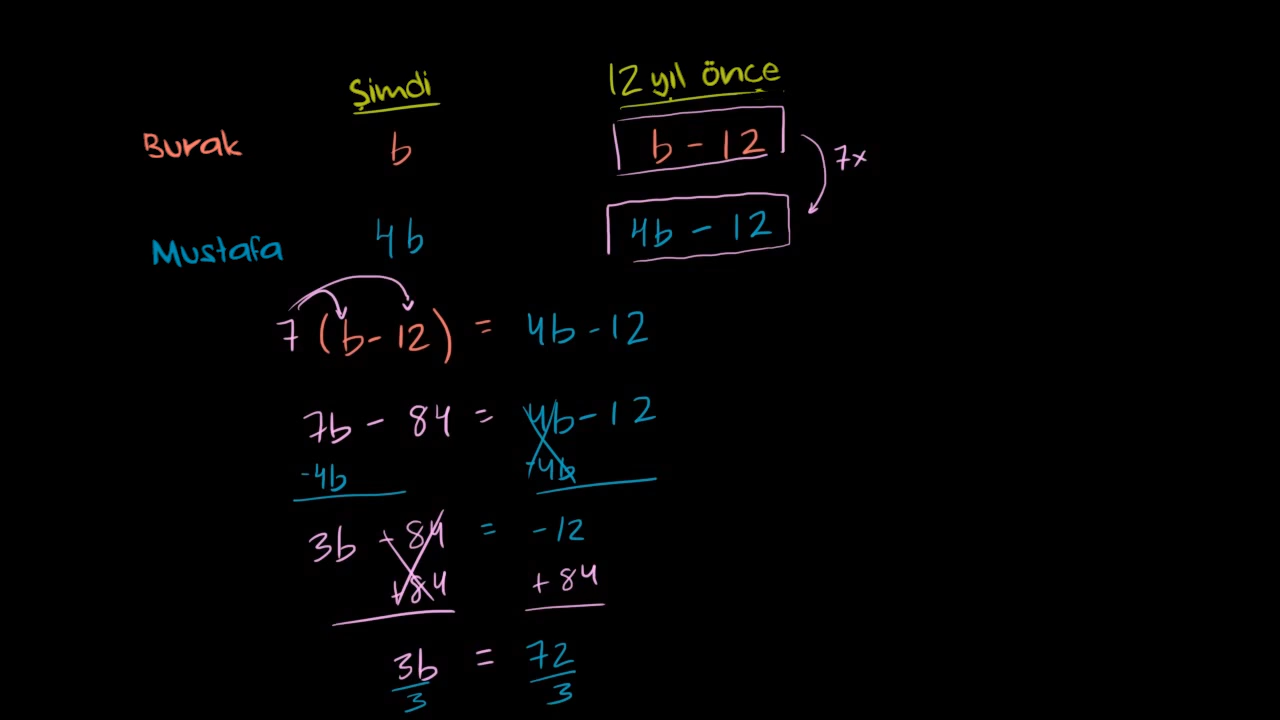 Şimdi 12 yıl önce
Burak b b - 12 7x
Mustafa 4b 4b - 12
7 (b - 12) = 4b - 12
7b - 84 = 4b - 12
-4b -4b
3b - 84 = -12
+84 +84
3b = 72
3 3